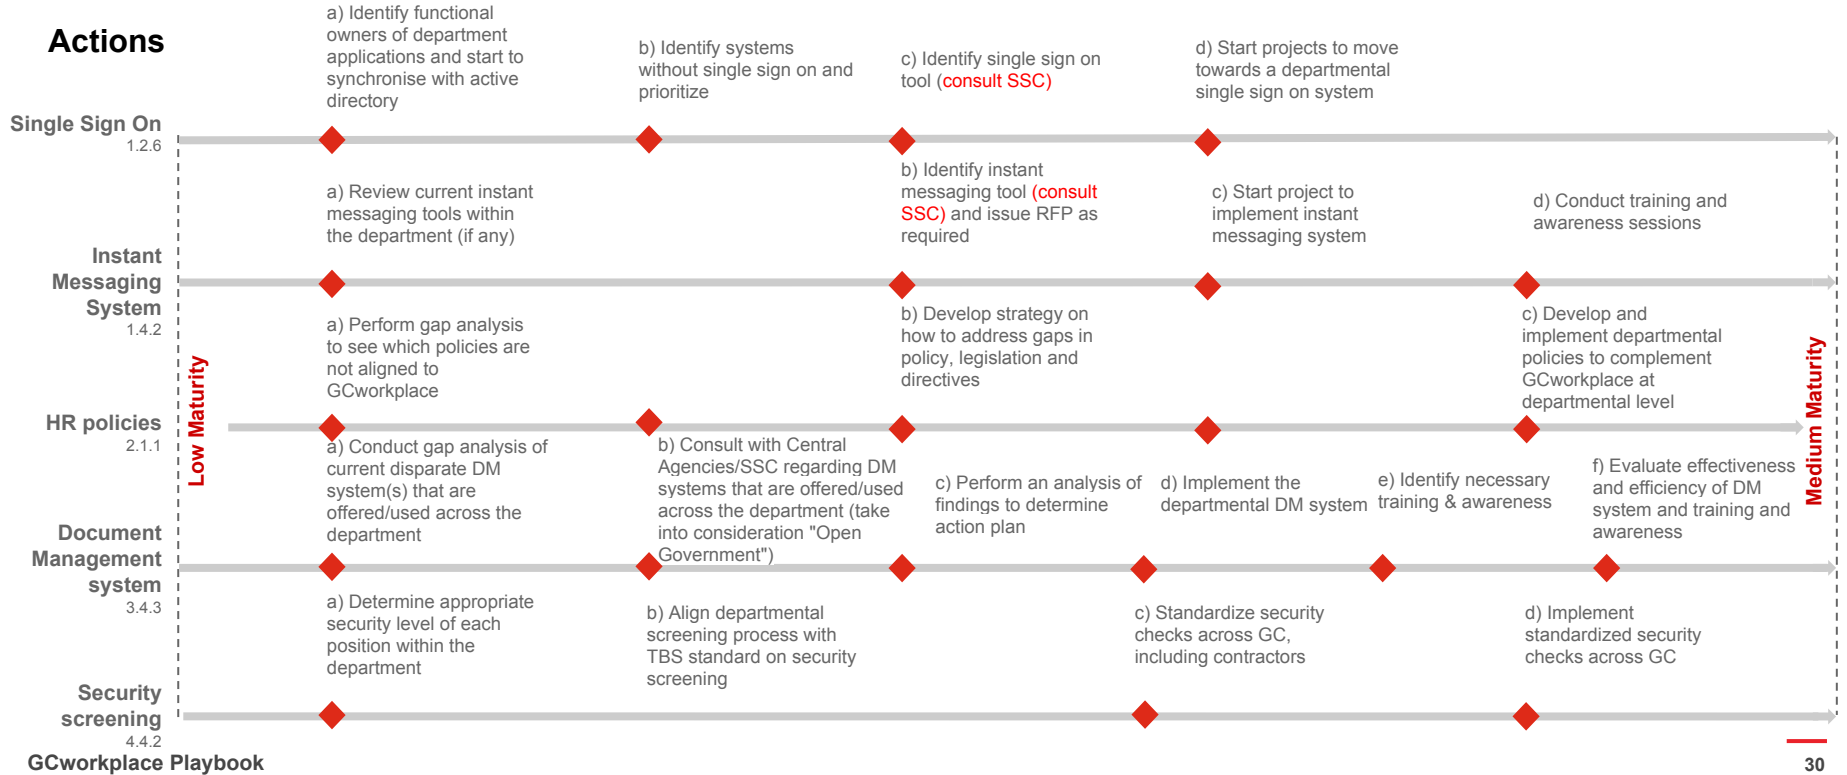 Actions
a) Identify functional
owners of department
applications and start to
synchronise with active
directory
b) Identify systems
without single sign on and
prioritize
c) Identify single sign on
tool (consult SSC)
d) Start projects to move
towards a departmental
single sign on system
Single Sign On
1.2.6
a) Review current instant
messaging tools within
the department (if any)
b) Identify instant
messaging tool (consult
SSC) and issue RFP as
required
c) Start project to
implement instant
messaging system
d) Conduct training and
awareness sessions
Instant
Messaging
System
1.4.2
a) Perform gap analysis
to see which policies are
not aligned to
GCworkplace
b) Develop strategy on
how to address gaps in
policy, legislation and
directives
c) Develop and
implement departmental
policies to complement
GCworkplace at
departmental level
Low Maturity
Medium Maturity
HR policies
2.1.1
a) Conduct gap analysis of
current disparate DM
system(s) that are
offered/used across the
department
b) Consult with Central
Agencies/SSC regarding DM
systems that are offered/used
across the department (take
into consideration "Open
Government")
c) Perform an analysis of
findings to determine
action plan
d) Implement the
departmental DM system
e) Identify necessary
training & awareness
f) Evaluate effectiveness
and efficiency of DM
system and training and
awareness
Document
Management
system
3.4.3
a) Determine appropriate
security level of each
position within the
department
b) Align departmental
screening process with
TBS standard on security
screening
c) Standardize security
checks across GC,
including contractors
d) Implement
standardized security
checks across GC
Security
screening
4.4.2
GCworkplace Playbook
30